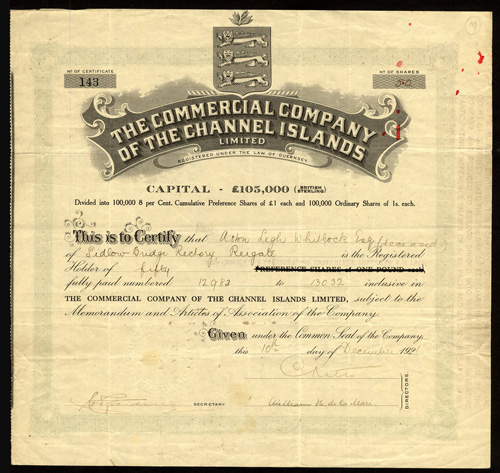 Nº OF CERTIFICATE
143
Nº OF SHARES
50
THE COMMERCIAL COMPANY
OF THE CHANNEL ISLANDS
LIMITED
REGISTERED UNDER THE LAW OF GUERNSEY
CAPITAL - £105,000 (BRITISH STERLING)
Divided into 100,000 8 per Cent. Cumulative Preference Shares of £1 each and 100,000 Ordinary Shares of 1s. each.
This is to Certify that Acton Legh Whitlock Esq (deceased)
of Sidlow Bridge Rectory, Reigate is the Registered
Holder of fifty PREFERENCE SHARES of ONE POUND each
fully paid numbered 12983 to 13032 inclusive in
THE COMMERCIAL COMPANY OF THE CHANNEL ISLANDS LIMITED, subject to the
Memorandum and Articles of Association of the Company.
Given under the Common Seal of the Company
this 10th day of December 192
SECRETARY
William H. de la Mare
DIRECTORS.